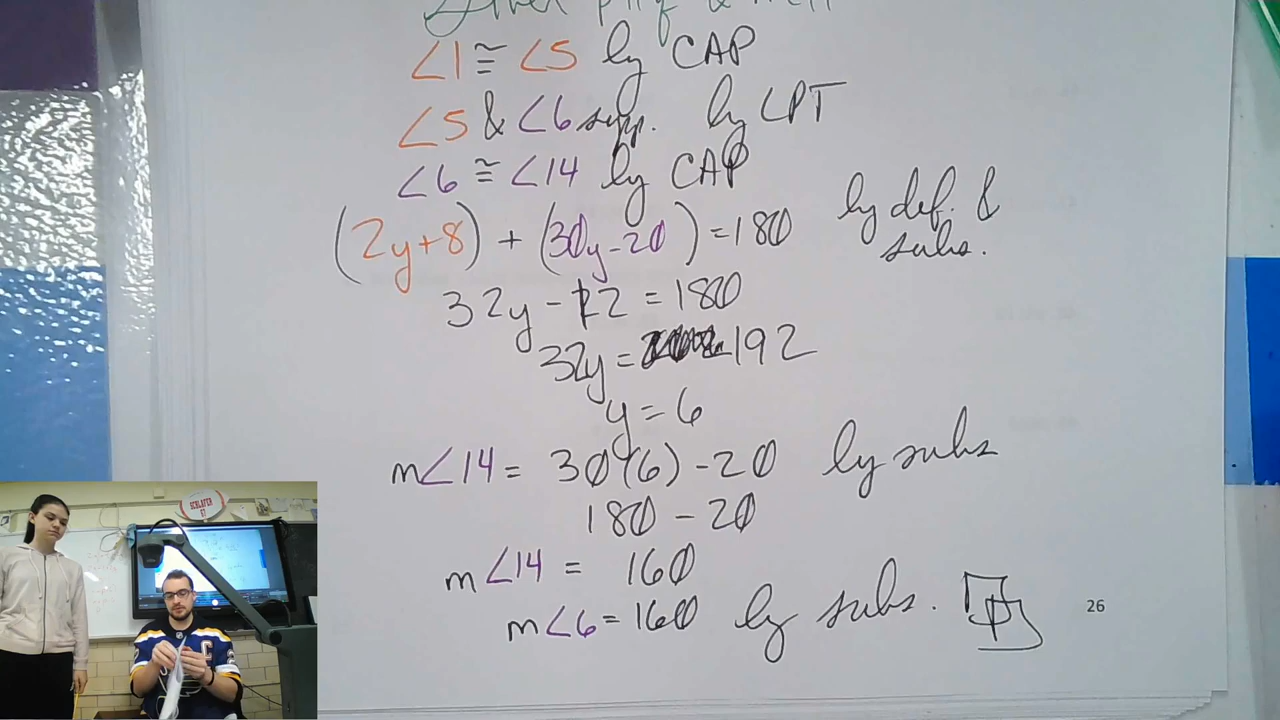 Given p||q & m||n
∠1 ≅ ∠5 by CAP
∠5 & ∠6 supp. by LPT
∠6 ≅ ∠14 by CAP
(2y+8) + (30y-20) = 180 by def. & subs.
32y - 12 = 180
32y = 192
y = 6
m∠14 = 30(6) - 20 by subs
180 - 20
m∠14 = 160
m∠6 = 160 by subs.
26